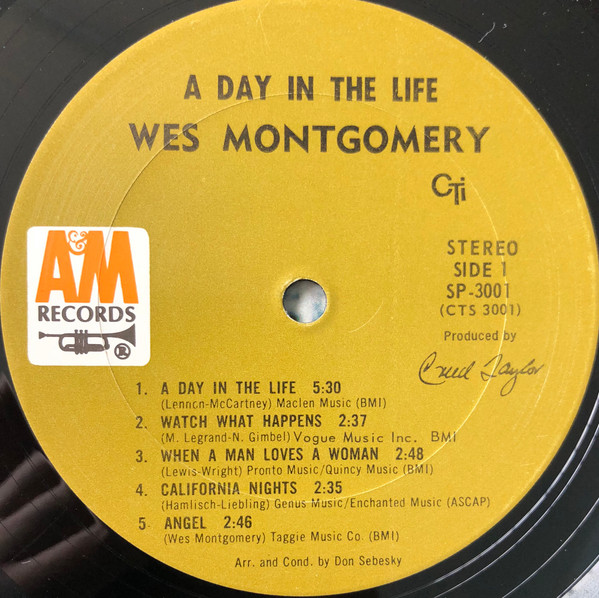 A DAY IN THE LIFE
WES MONTGOMERY
CTi
A&M
RECORDS
®
STEREO
SIDE 1
SP-3001
(CTS 3001)
Produced by
Creed Taylor
1. A DAY IN THE LIFE 5:30
(Lennon-McCartney) Maclen Music (BMI)
2. WATCH WHAT HAPPENS 2:37
(M. Legrand-N. Gimbel) Vogue Music Inc. BMI
3. WHEN A MAN LOVES A WOMAN 2:48
(Lewis-Wright) Pronto Music/Quincy Music (BMI)
4. CALIFORNIA NIGHTS 2:35
(Hamlisch-Liebling) Genus Music/Enchanted Music (ASCAP)
5. ANGEL 2:46
(Wes Montgomery) Taggie Music Co. (BMI)
Arr. and Cond. by Don Sebesky